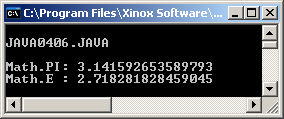 C:\Program Files\Xinox Software\...
JAVA0406.JAVA
Math.PI: 3.141592653589793
Math.E : 2.718281828459045